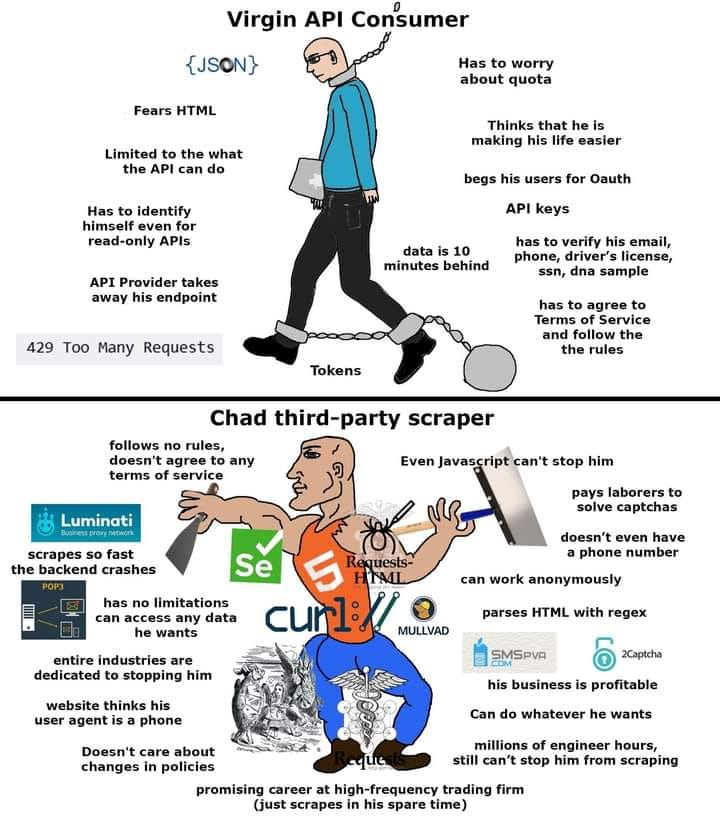 Virgin API Consumer
{JSON}
Has to worry
about quota
Fears HTML
Thinks that he is
making his life easier
Limited to the what
the API can do
begs his users for Oauth
API keys
Has to identify
himself even for
read-only APIs
data is 10
minutes behind
has to verify his email,
phone, driver's license,
ssn, dna sample
API Provider takes
away his endpoint
has to agree to
Terms of Service
and follow the
the rules
429 Too Many Requests
Tokens
Chad third-party scraper
follows no rules,
doesn't agree to any
terms of service
Even Javascript can't stop him
pays laborers to
solve captchas
Luminati
Business proxy network
doesn't even have
a phone number
scrapes so fast
the backend crashes
Se
5
Requests-
HTML
can work anonymously
POP3
has no limitations
can access any data
he wants
curl://
MULLVAD
parses HTML with regex
SMSPVA
COM
2Captcha
entire industries are
dedicated to stopping him
his business is profitable
website thinks his
user agent is a phone
Can do whatever he wants
Doesn't care about
changes in policies
Requests
millions of engineer hours,
still can't stop him from scraping
promising career at high-frequency trading firm
(just scrapes in his spare time)